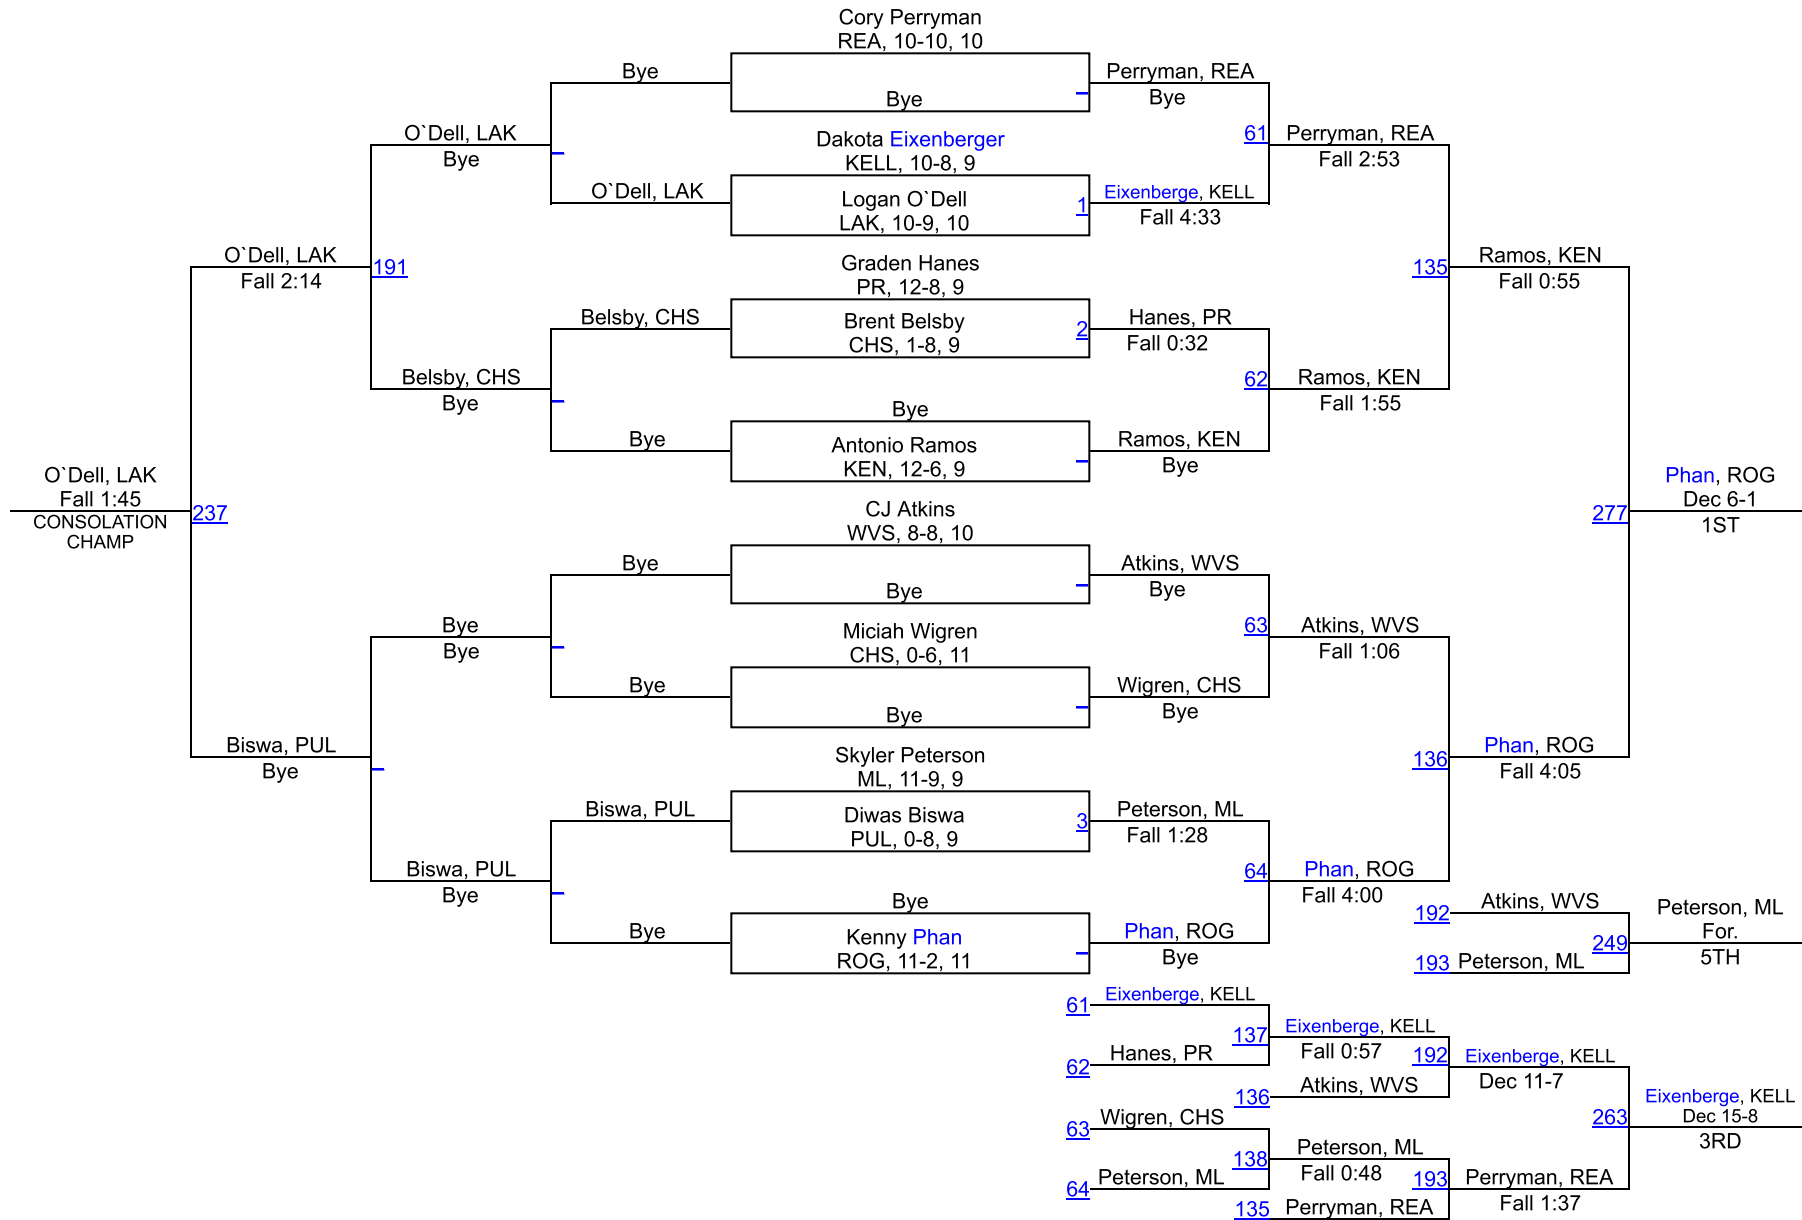 Cory Perryman
REA, 10-10, 10
Bye
Perryman, REA
Bye
Bye
O`Dell, LAK
Bye
Dakota Eixenberger
KELL, 10-8, 9
61
Perryman, REA
Fall 2:53
O`Dell, LAK
Logan O`Dell
LAK, 10-9, 10
1
Eixenberge, KELL
Fall 4:33
O`Dell, LAK
Fall 2:14
191
Graden Hanes
PR, 12-8, 9
135
Ramos, KEN
Fall 0:55
Belsby, CHS
Brent Belsby
CHS, 1-8, 9
2
Hanes, PR
Fall 0:32
Belsby, CHS
Bye
62
Ramos, KEN
Fall 1:55
Bye
Bye
Antonio Ramos
KEN, 12-6, 9
Ramos, KEN
Bye
O`Dell, LAK
Fall 1:45
CONSOLATION
CHAMP
237
CJ Atkins
WVS, 8-8, 10
277
Phan, ROG
Dec 6-1
1ST
Bye
Bye
Atkins, WVS
Bye
Bye
Bye
Miciah Wigren
CHS, 0-6, 11
63
Atkins, WVS
Fall 1:06
Bye
Bye
Wigren, CHS
Bye
Biswa, PUL
Bye
Skyler Peterson
ML, 11-9, 9
136
Phan, ROG
Fall 4:05
Biswa, PUL
Diwas Biswa
PUL, 0-8, 9
3
Peterson, ML
Fall 1:28
Biswa, PUL
Bye
64
Phan, ROG
Fall 4:00
Bye
Bye
Kenny Phan
ROG, 11-2, 11
Phan, ROG
Bye
192
Atkins, WVS
249
Peterson, ML
For.
5TH
193
Peterson, ML
61
Eixenberge, KELL
137
Eixenberge, KELL
Fall 0:57
62
Hanes, PR
192
Eixenberge, KELL
Dec 11-7
136
Atkins, WVS
263
Eixenberge, KELL
Dec 15-8
3RD
63
Wigren, CHS
138
Peterson, ML
Fall 0:48
64
Peterson, ML
193
Perryman, REA
Fall 1:37
135
Perryman, REA